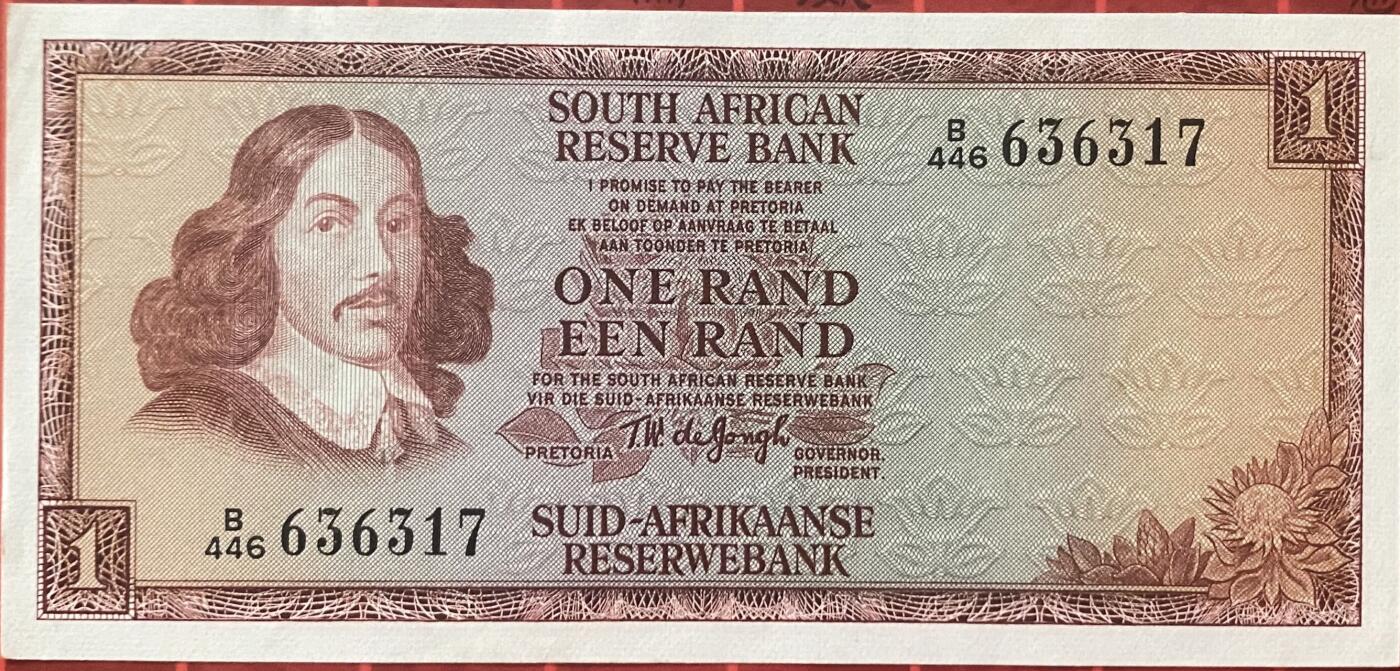 1
SOUTH AFRICAN
RESERVE BANK
B
446 636317
I PROMISE TO PAY THE BEARER
ON DEMAND AT PRETORIA
EK BELOOF OP AANVRAAG TE BETAAL
AAN TOONDER TE PRETORIA
ONE RAND
EEN RAND
FOR THE SOUTH AFRICAN RESERVE BANK
VIR DIE SUID-AFRIKAANSE RESERWEBANK
T.W. de Jongh
PRETORIA
GOVERNOR.
PRESIDENT.
B
446 636317
SUID-AFRIKAANSE
RESERWEBANK
1